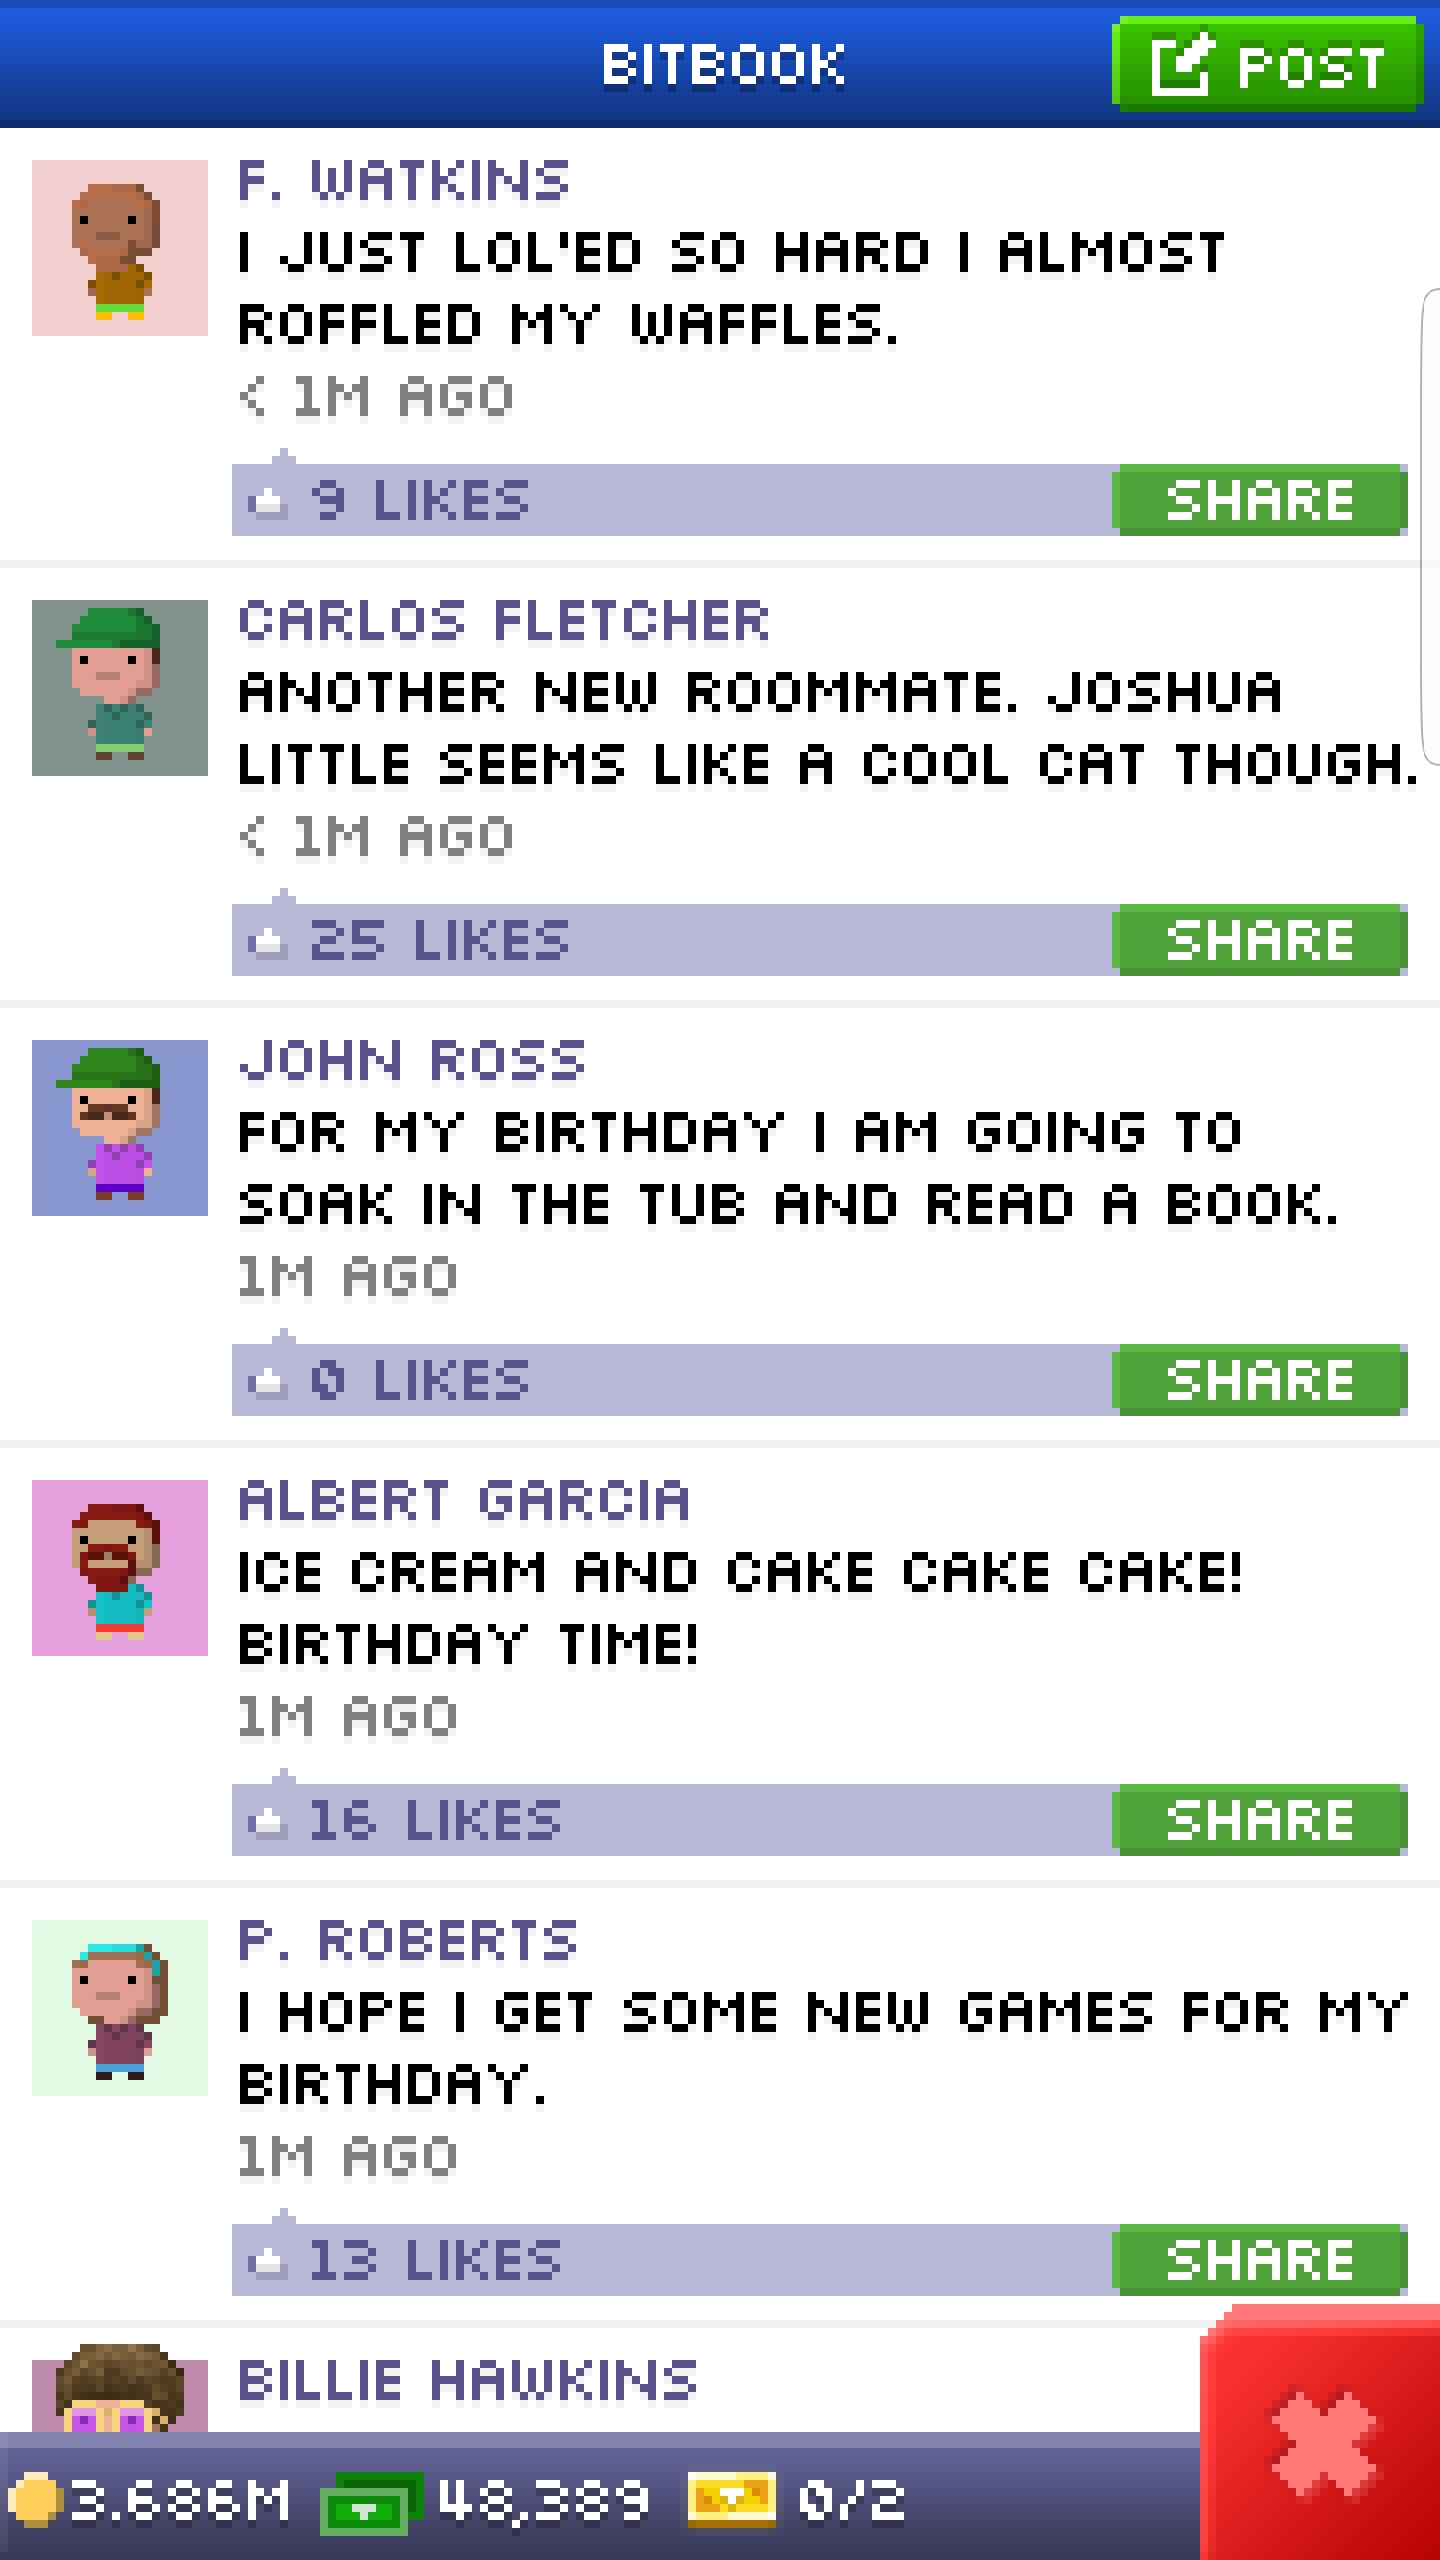 BITBOOK
POST
F. WATKINS
I JUST LOL'ED SO HARD I ALMOST
ROFFLED MY WAFFLES.
< 1M AGO
9 LIKES
SHARE
CARLOS FLETCHER
ANOTHER NEW ROOMMATE. JOSHUA
LITTLE SEEMS LIKE A COOL CAT THOUGH.
< 1M AGO
25 LIKES
SHARE
JOHN ROSS
FOR MY BIRTHDAY I AM GOING TO
SOAK IN THE TUB AND READ A BOOK.
1M AGO
0 LIKES
SHARE
ALBERT GARCIA
ICE CREAM AND CAKE CAKE CAKE!
BIRTHDAY TIME!
1M AGO
16 LIKES
SHARE
P. ROBERTS
I HOPE I GET SOME NEW GAMES FOR MY
BIRTHDAY.
1M AGO
13 LIKES
SHARE
BILLIE HAWKINS
3.686M 48,389 0/2